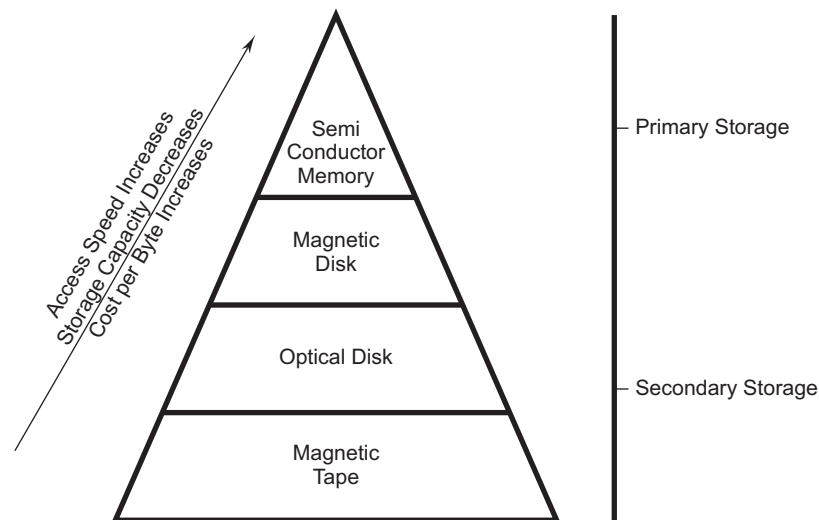 Access Speed Increases
Storage Capacity Decreases
Cost per Byte Increases
Semi
Conductor
Memory
Magnetic
Disk
Optical Disk
Magnetic
Tape
Primary Storage
Secondary Storage